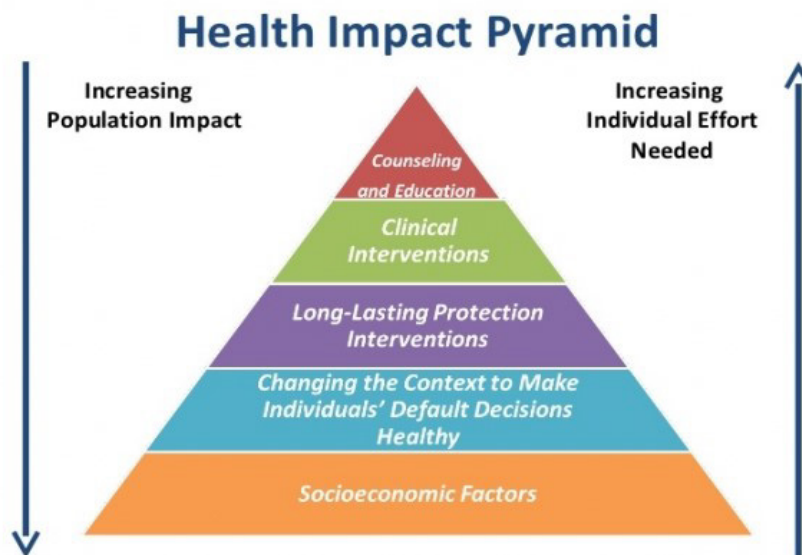 Health Impact Pyramid
Increasing
Population Impact
Increasing
Individual Effort
Needed
Counseling
and Education
Clinical
Interventions
Long-Lasting Protection
Interventions
Changing the Context to Make
Individuals’ Default Decisions
Healthy
Socioeconomic Factors